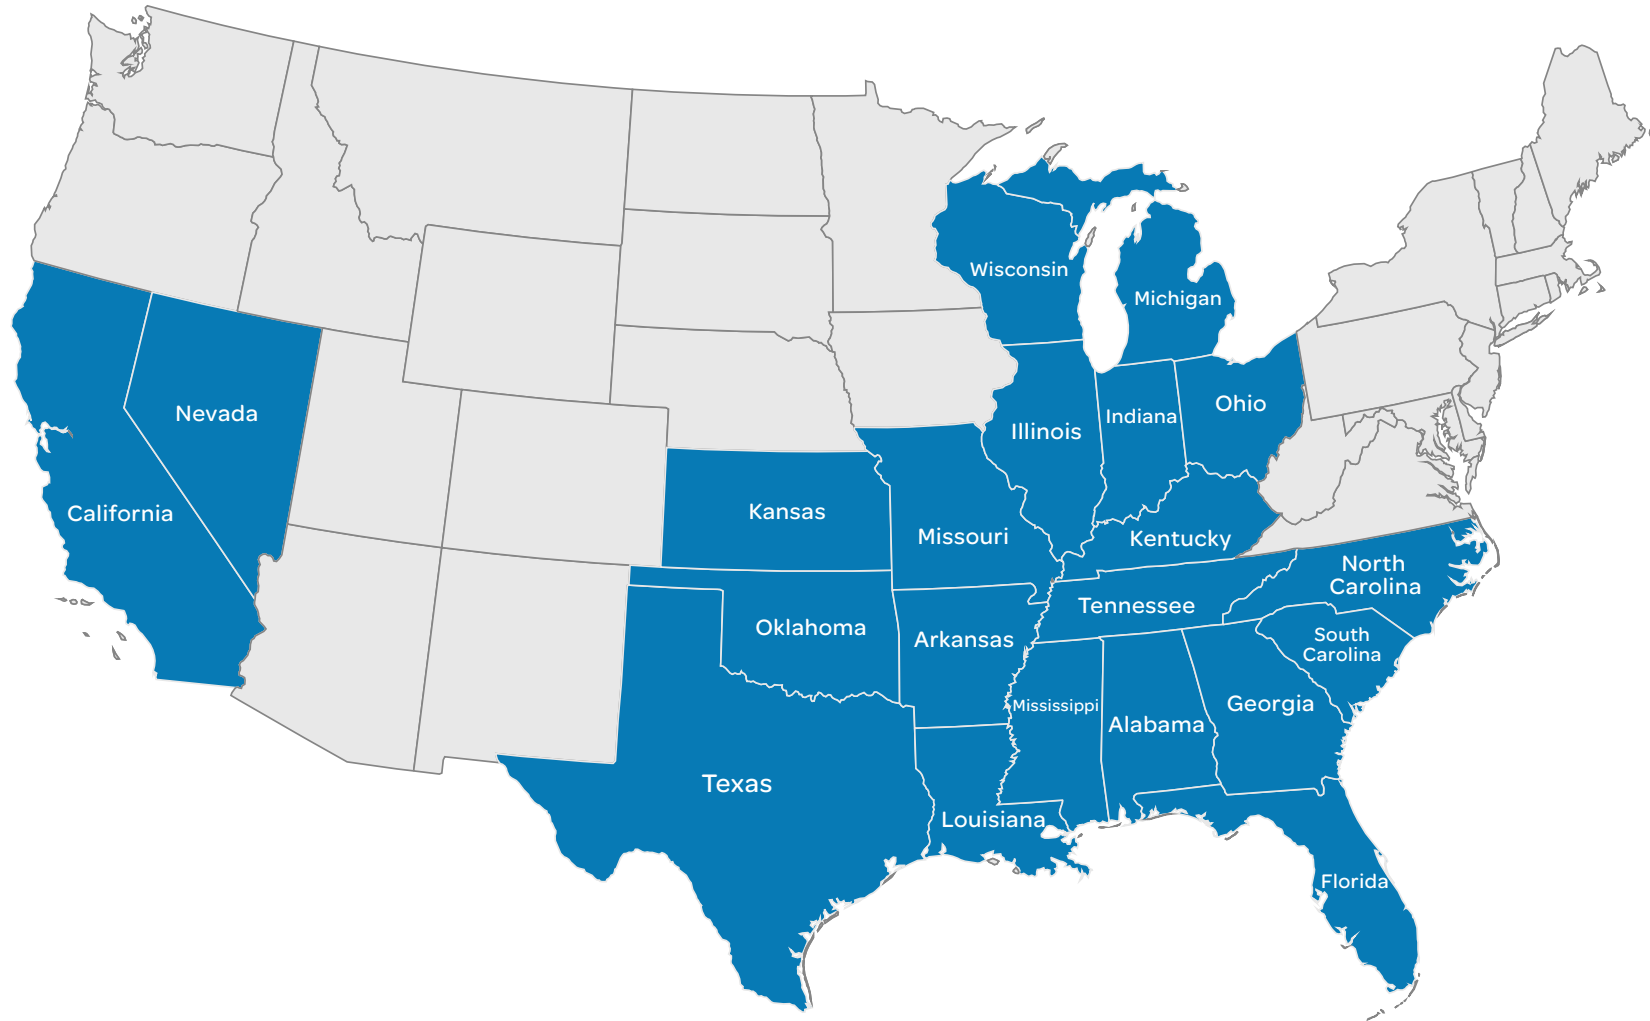 Wisconsin
Michigan
Nevada
Ohio
Indiana
Illinois
California
Kansas
Missouri
Kentucky
North
Carolina
Tennessee
Oklahoma
Arkansas
South
Carolina
Mississippi
Georgia
Alabama
Texas
Louisiana
Florida